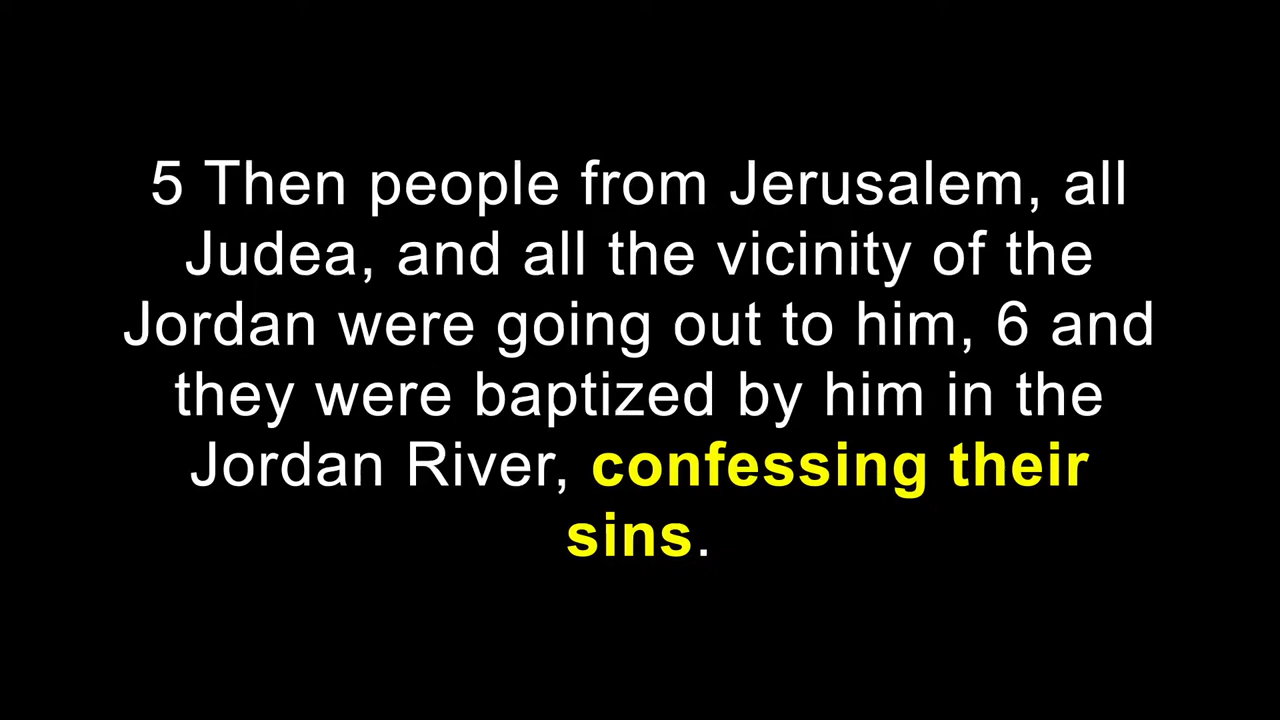 5 Then people from Jerusalem, all
Judea, and all the vicinity of the
Jordan were going out to him, 6 and
they were baptized by him in the
Jordan River, confessing their
sins.